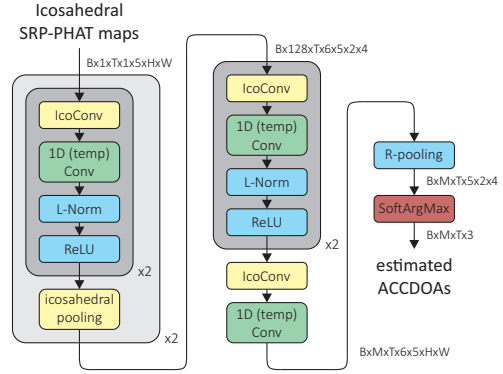 Icosahedral
SRP-PHAT maps
Bx1xTx1x5xHxW
IcoConv
1D (temp)
Conv
L-Norm
ReLU
x2
icosahedral
pooling
x2
Bx128xTx6x5x2x4
IcoConv
1D (temp)
Conv
L-Norm
ReLU
x2
IcoConv
1D (temp)
Conv
BxMxTx6x5xHxW
R-pooling
BxMxTx5x2x4
SoftArgMax
BxMxTx3
estimated
ACCDOAs